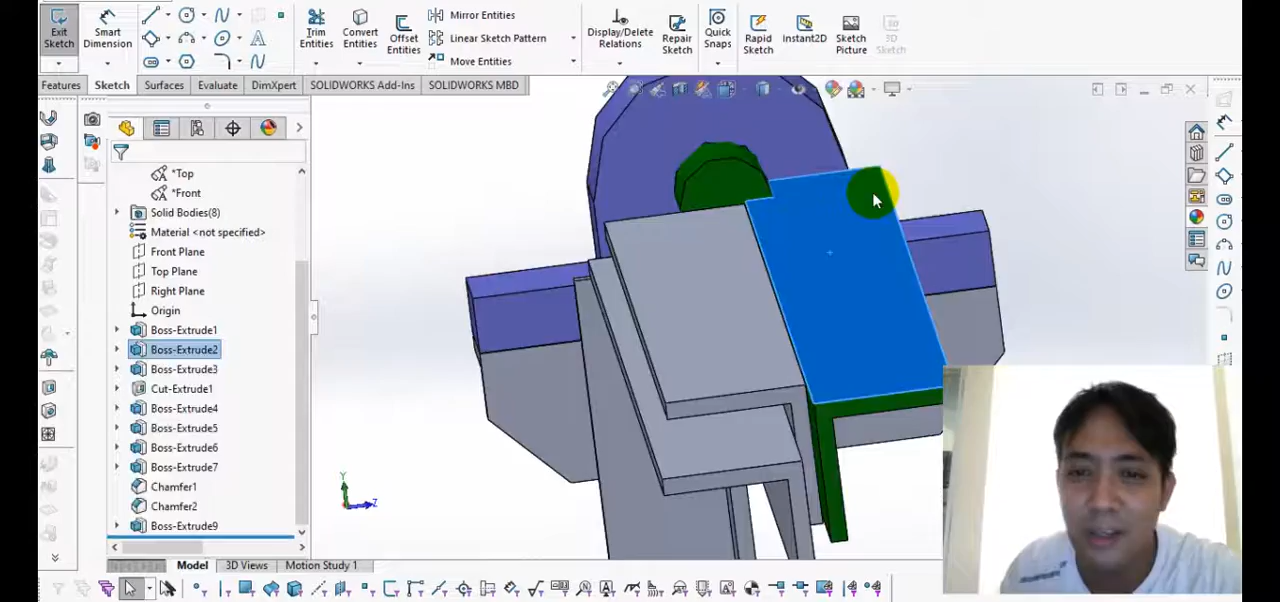 Exit Sketch
Smart Dimension
Trim Entities
Convert Entities
Offset Entities
Mirror Entities
Linear Sketch Pattern
Move Entities
Display/Delete Relations
Repair Sketch
Quick Snaps
Rapid Sketch
Instant2D
Sketch Picture
3D Sketch
Features
Sketch
Surfaces
Evaluate
DimXpert
SOLIDWORKS Add-Ins
SOLIDWORKS MBD
*Top
*Front
Solid Bodies(8)
Material <not specified>
Front Plane
Top Plane
Right Plane
Origin
Boss-Extrude1
Boss-Extrude2
Boss-Extrude3
Cut-Extrude1
Boss-Extrude4
Boss-Extrude5
Boss-Extrude6
Boss-Extrude7
Chamfer1
Chamfer2
Boss-Extrude9
Y
Z
Model
3D Views
Motion Study 1